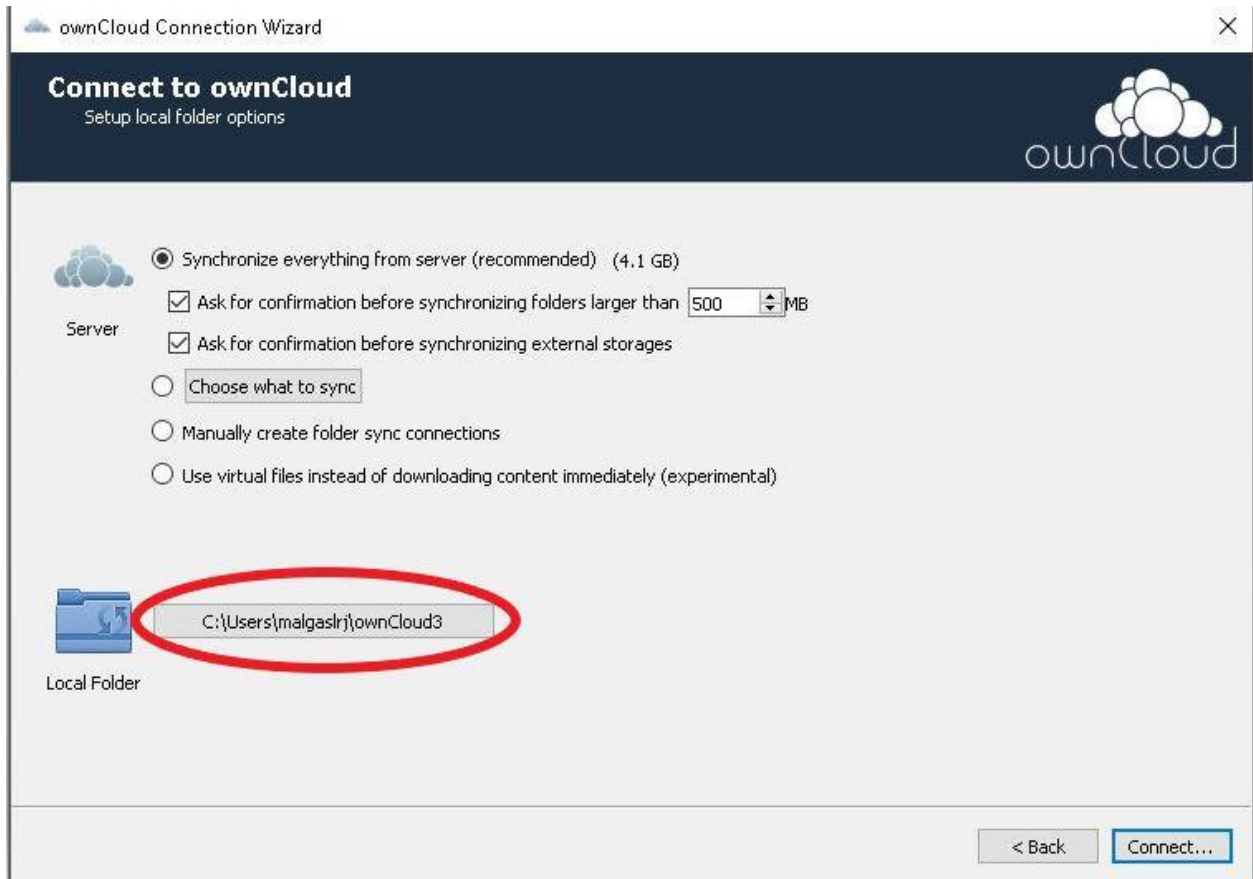 ownCloud Connection Wizard
Connect to ownCloud
Setup local folder options
ownCloud
Synchronize everything from server (recommended) (4.1 GB)
Ask for confirmation before synchronizing folders larger than 500 MB
Server
Ask for confirmation before synchronizing external storages
Choose what to sync
Manually create folder sync connections
Use virtual files instead of downloading content immediately (experimental)
C:\Users\malgaslrj\ownCloud3
Local Folder
< Back Connect...